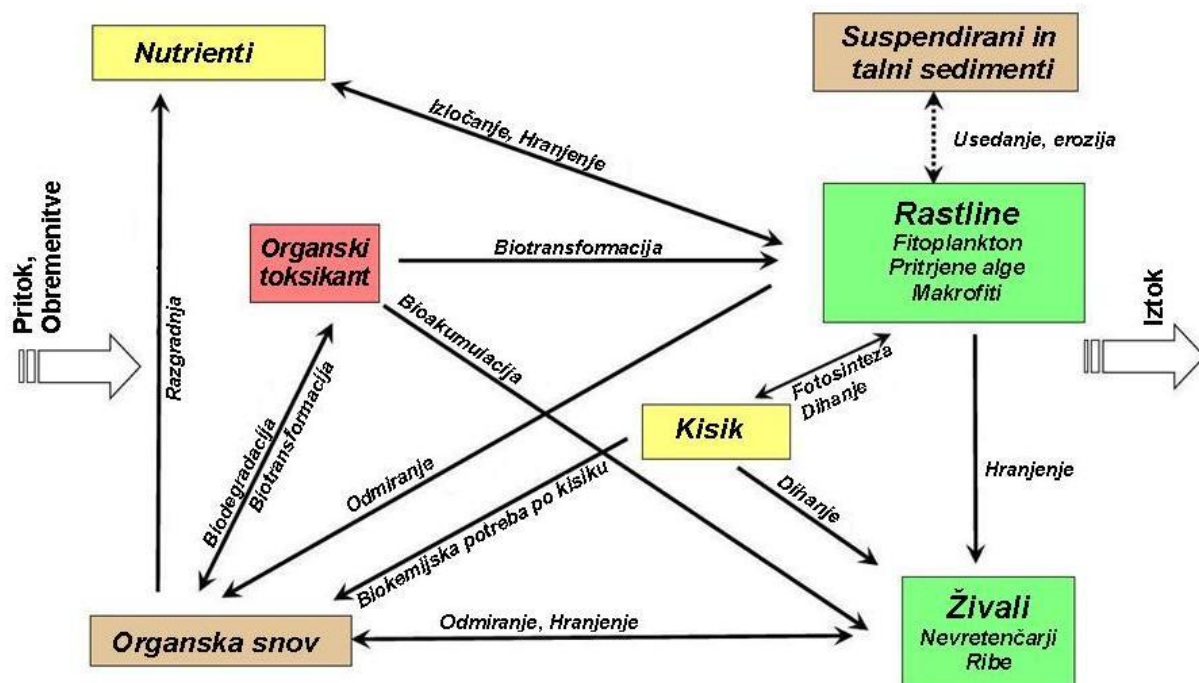 Nutrienti
Suspendirani in
talni sedimenti
Izločanje, Hranjenje
Usedanje, erozija
Rastline
Fitoplankton
Pritrjene alge
Makrofiti
Organski
toksikant
Biotransformacija
Pritok,
Obremenitve
Iztok
Razgradnja
Bioakumulacija
Biodegradacija
Biotransformacija
Fotosinteza
Dihanje
Kisik
Odmiranje
Biokemijska potreba po kisiku
Dihanje
Hranjenje
Organska snov
Odmiranje, Hranjenje
Živali
Nevretenčarji
Ribe